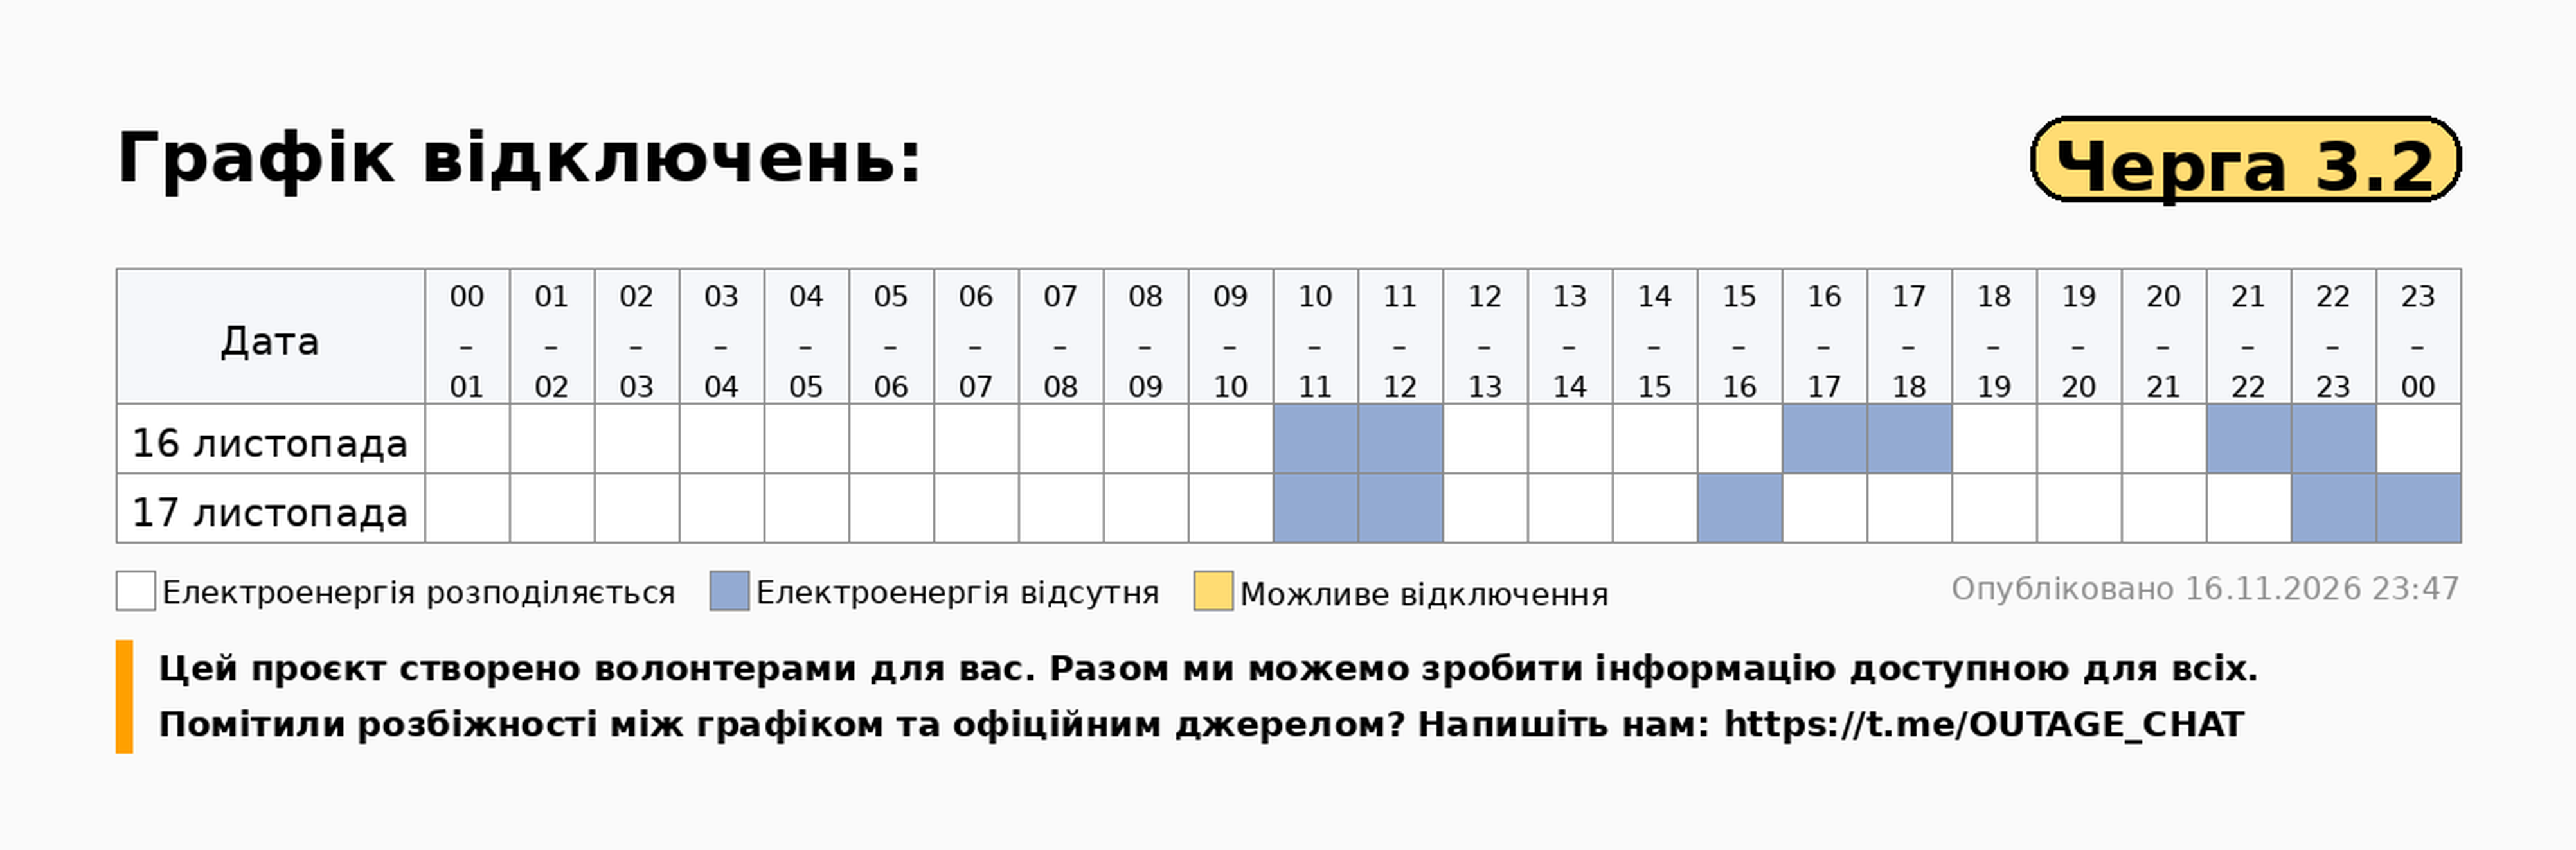 Графік відключень:
Черга 3.2
Дата
00 – 01
01 – 02
02 – 03
03 – 04
04 – 05
05 – 06
06 – 07
07 – 08
08 – 09
09 – 10
10 – 11
11 – 12
12 – 13
13 – 14
14 – 15
15 – 16
16 – 17
17 – 18
18 – 19
19 – 20
20 – 21
21 – 22
22 – 23
23 – 00
16 листопада
17 листопада
Електроенергія розподіляється
Електроенергія відсутня
Можливе відключення
Опубліковано 16.11.2026 23:47
Цей проєкт створено волонтерами для вас. Разом ми можемо зробити інформацію доступною для всіх.
Помітили розбіжності між графіком та офіційним джерелом? Напишіть нам: https://t.me/OUTAGE_CHAT